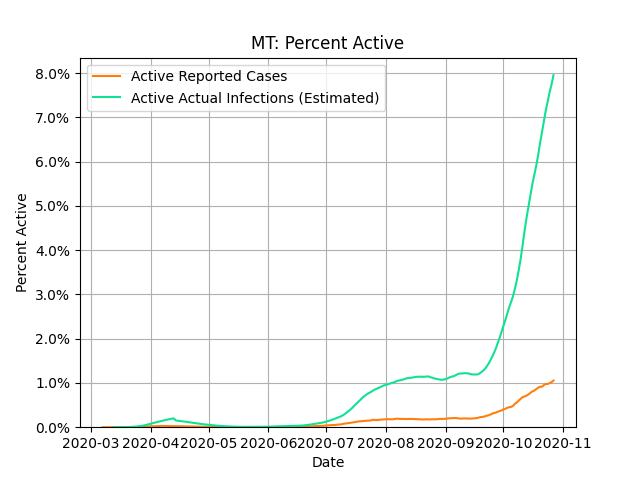 MT: Percent Active
Active Reported Cases
Active Actual Infections (Estimated)
8.0%
7.0%
6.0%
5.0%
4.0%
3.0%
2.0%
1.0%
0.0%
Percent Active
2020-03 2020-04 2020-05 2020-06 2020-07 2020-08 2020-09 2020-10 2020-11
Date